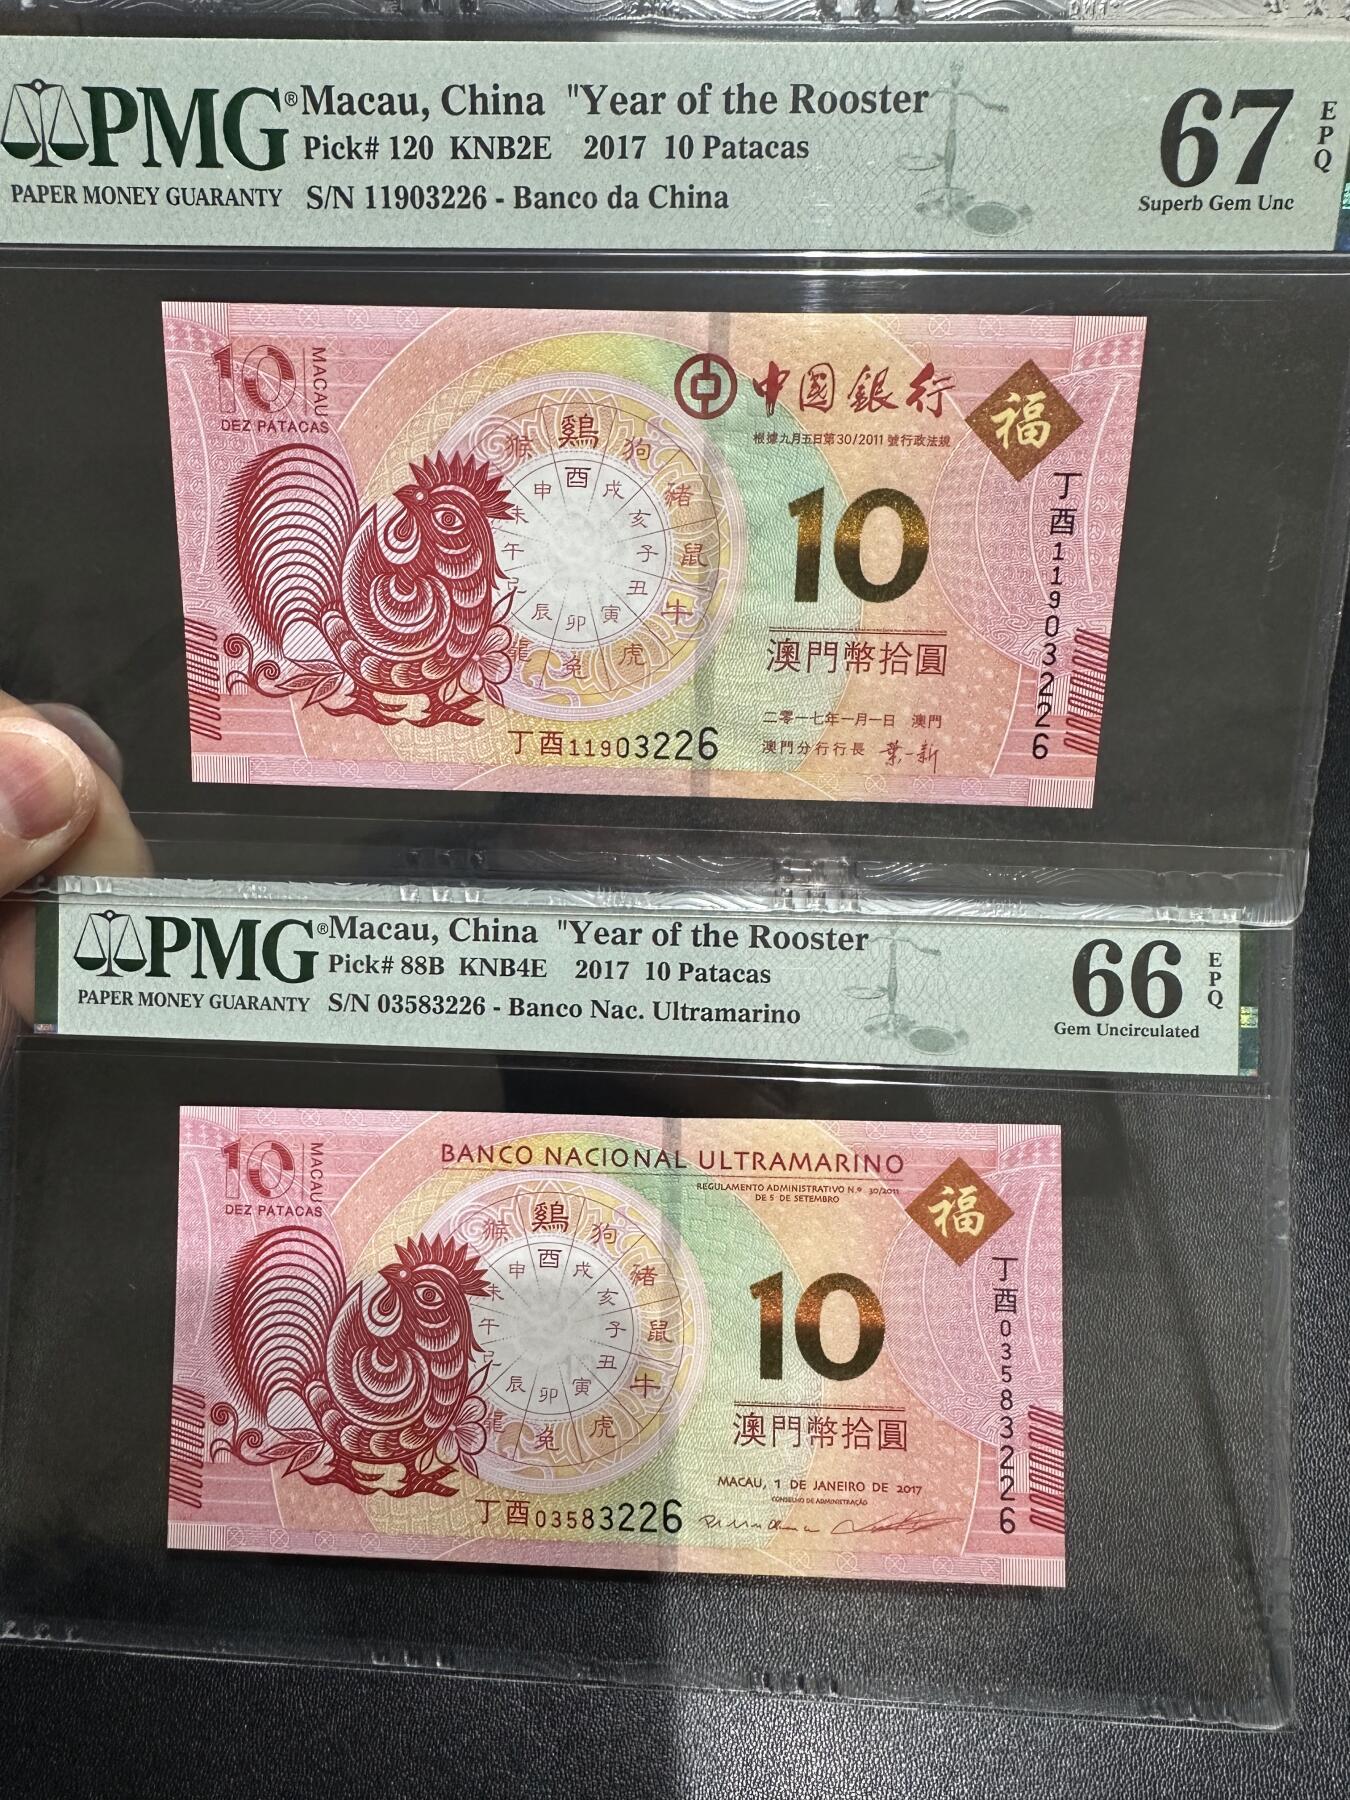 PMG® Macau, China "Year of the Rooster
Pick# 120 KNB2E 2017 10 Patacas
PAPER MONEY GUARANTY S/N 11903226 - Banco da China
67
EPQ
Superb Gem Unc
10 MACAU
DEZ PATACAS
中國銀行
根據九月五日第30/2011號行政法規
福
猴 鷄 狗 豬 鼠 牛 虎 兔 龍
申 酉 戌 亥 子 丑 寅 卯 辰 巳 午 未
10
澳門幣拾圓
二零一七年一月一日 澳門
澳門分行行長 葉一新
丁酉11903226
丁酉11903226
PMG® Macau, China "Year of the Rooster
Pick# 88B KNB4E 2017 10 Patacas
PAPER MONEY GUARANTY S/N 03583226 - Banco Nac. Ultramarino
66
EPQ
Gem Uncirculated
10 MACAU
DEZ PATACAS
BANCO NACIONAL ULTRAMARINO
REGULAMENTO ADMINISTRATIVO N.º 30/2011
DE 5 DE SETEMBRO
福
猴 鷄 狗 豬 鼠 牛 虎 兔 龍
申 酉 戌 亥 子 丑 寅 卯 辰 巳 午 未
10
澳門幣拾圓
MACAU, 1 DE JANEIRO DE 2017
CONSELHO DE ADMINISTRAÇÃO
丁酉03583226
丁酉03583226